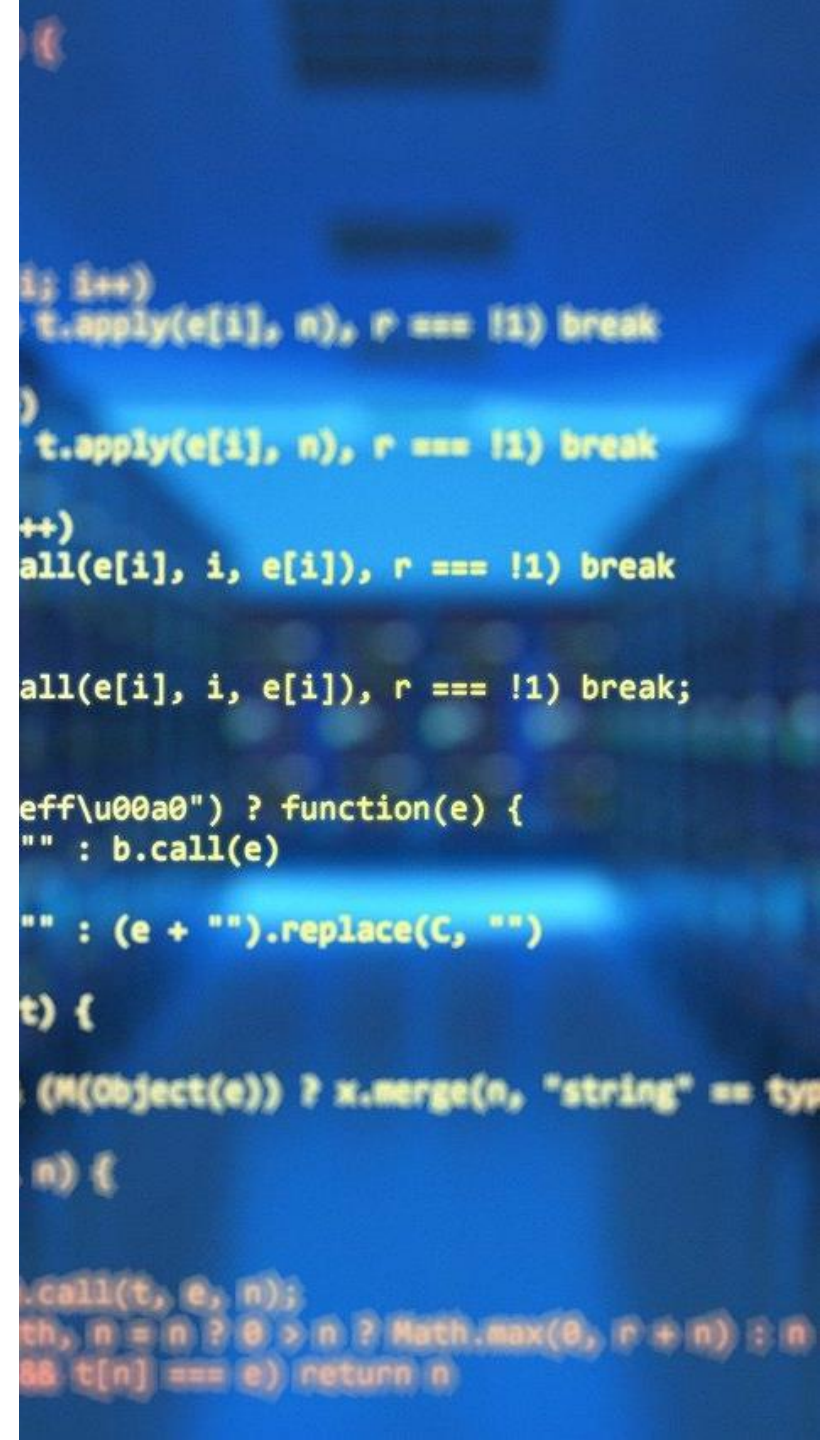 ) {
i; i++)
t.apply(e[i], n), r === !1) break
)
t.apply(e[i], n), r === !1) break
++)
all(e[i], i, e[i]), r === !1) break
all(e[i], i, e[i]), r === !1) break;
eff\u00a0") ? function(e) {
"" : b.call(e)
"" : (e + "").replace(C, "")
t) {
(M(Object(e)) ? x.merge(n, "string" == typ
n) {
.call(t, e, n);
th, n = n ? 0 > n ? Math.max(0, r + n) : n
&& t[n] === e) return n